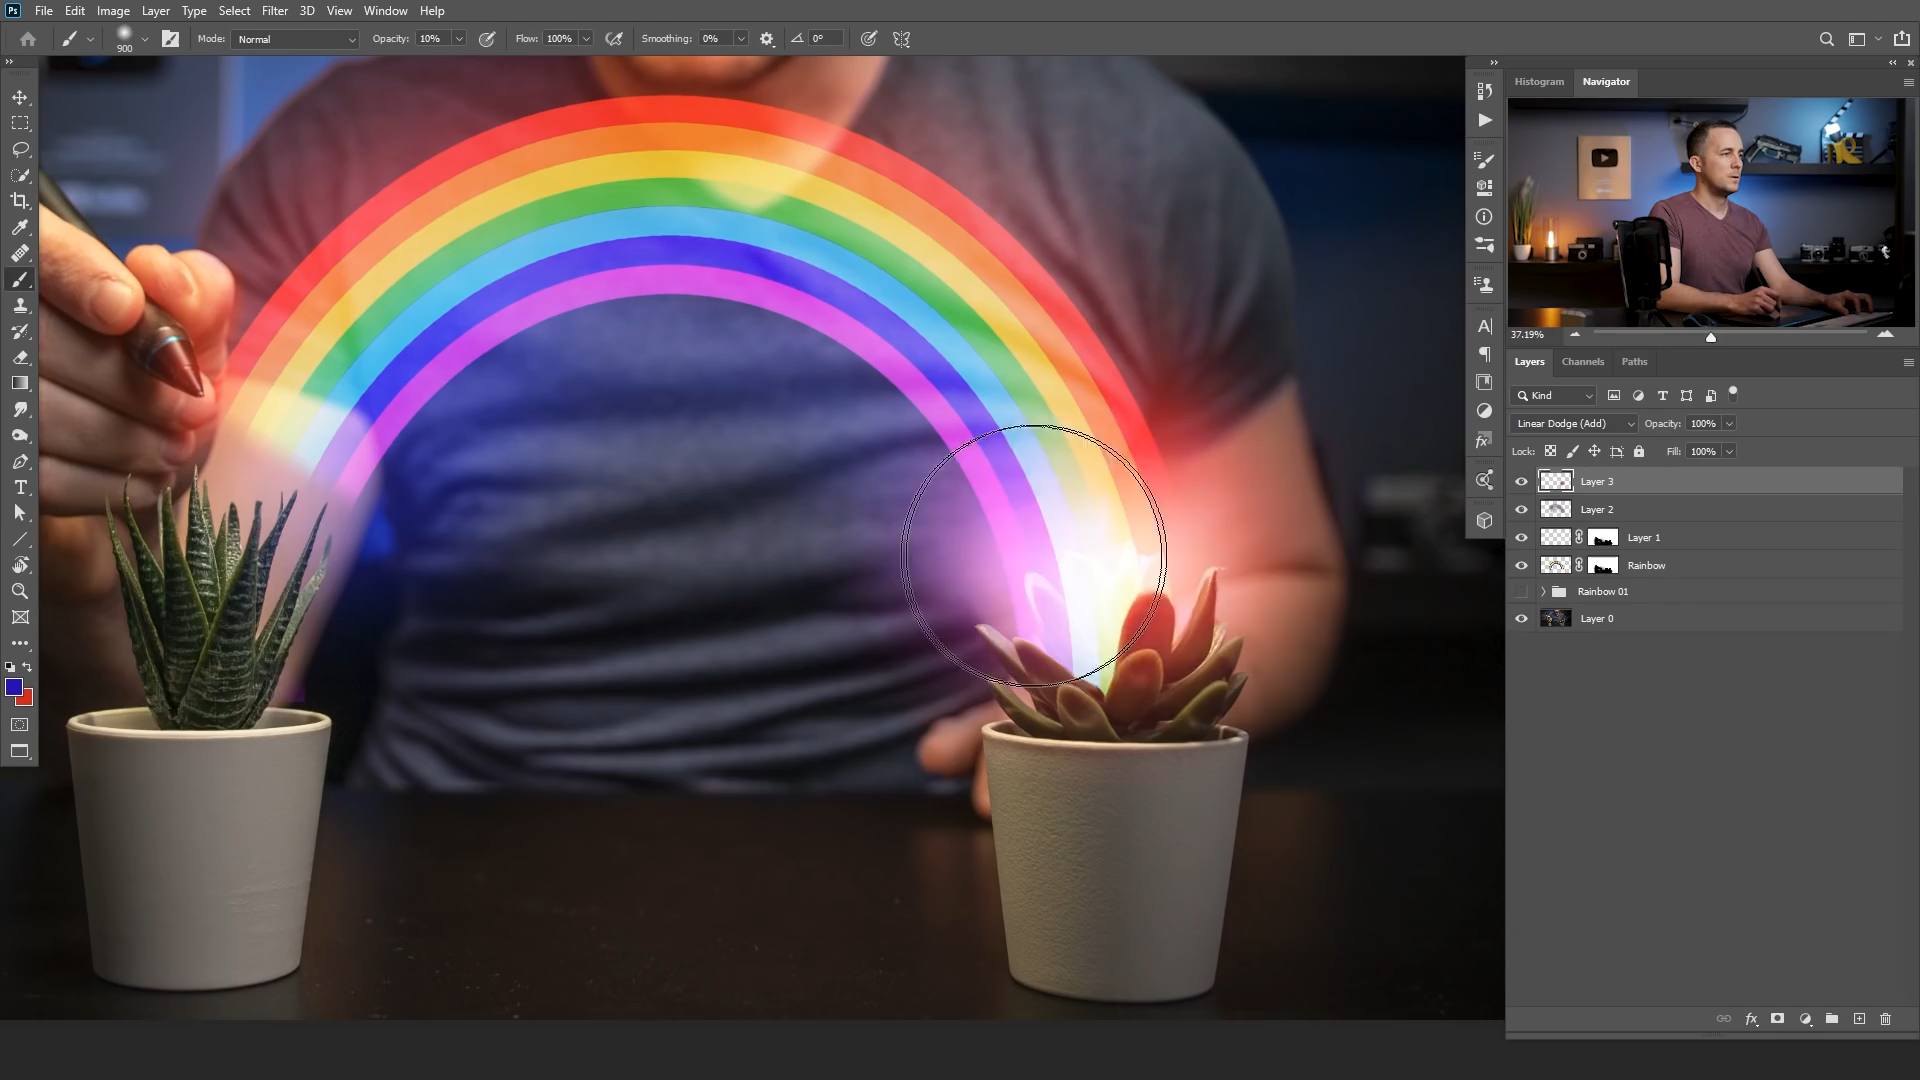 Ps File Edit Image Layer Type Select Filter 3D View Window Help
900 Mode: Normal Opacity: 10% Flow: 100% Smoothing: 0% 0°
Histogram Navigator
37.19%
Layers Channels Paths
Kind
Linear Dodge (Add) Opacity: 100%
Lock: Fill: 100%
Layer 3
Layer 2
Layer 1
Rainbow
Rainbow 01
Layer 0